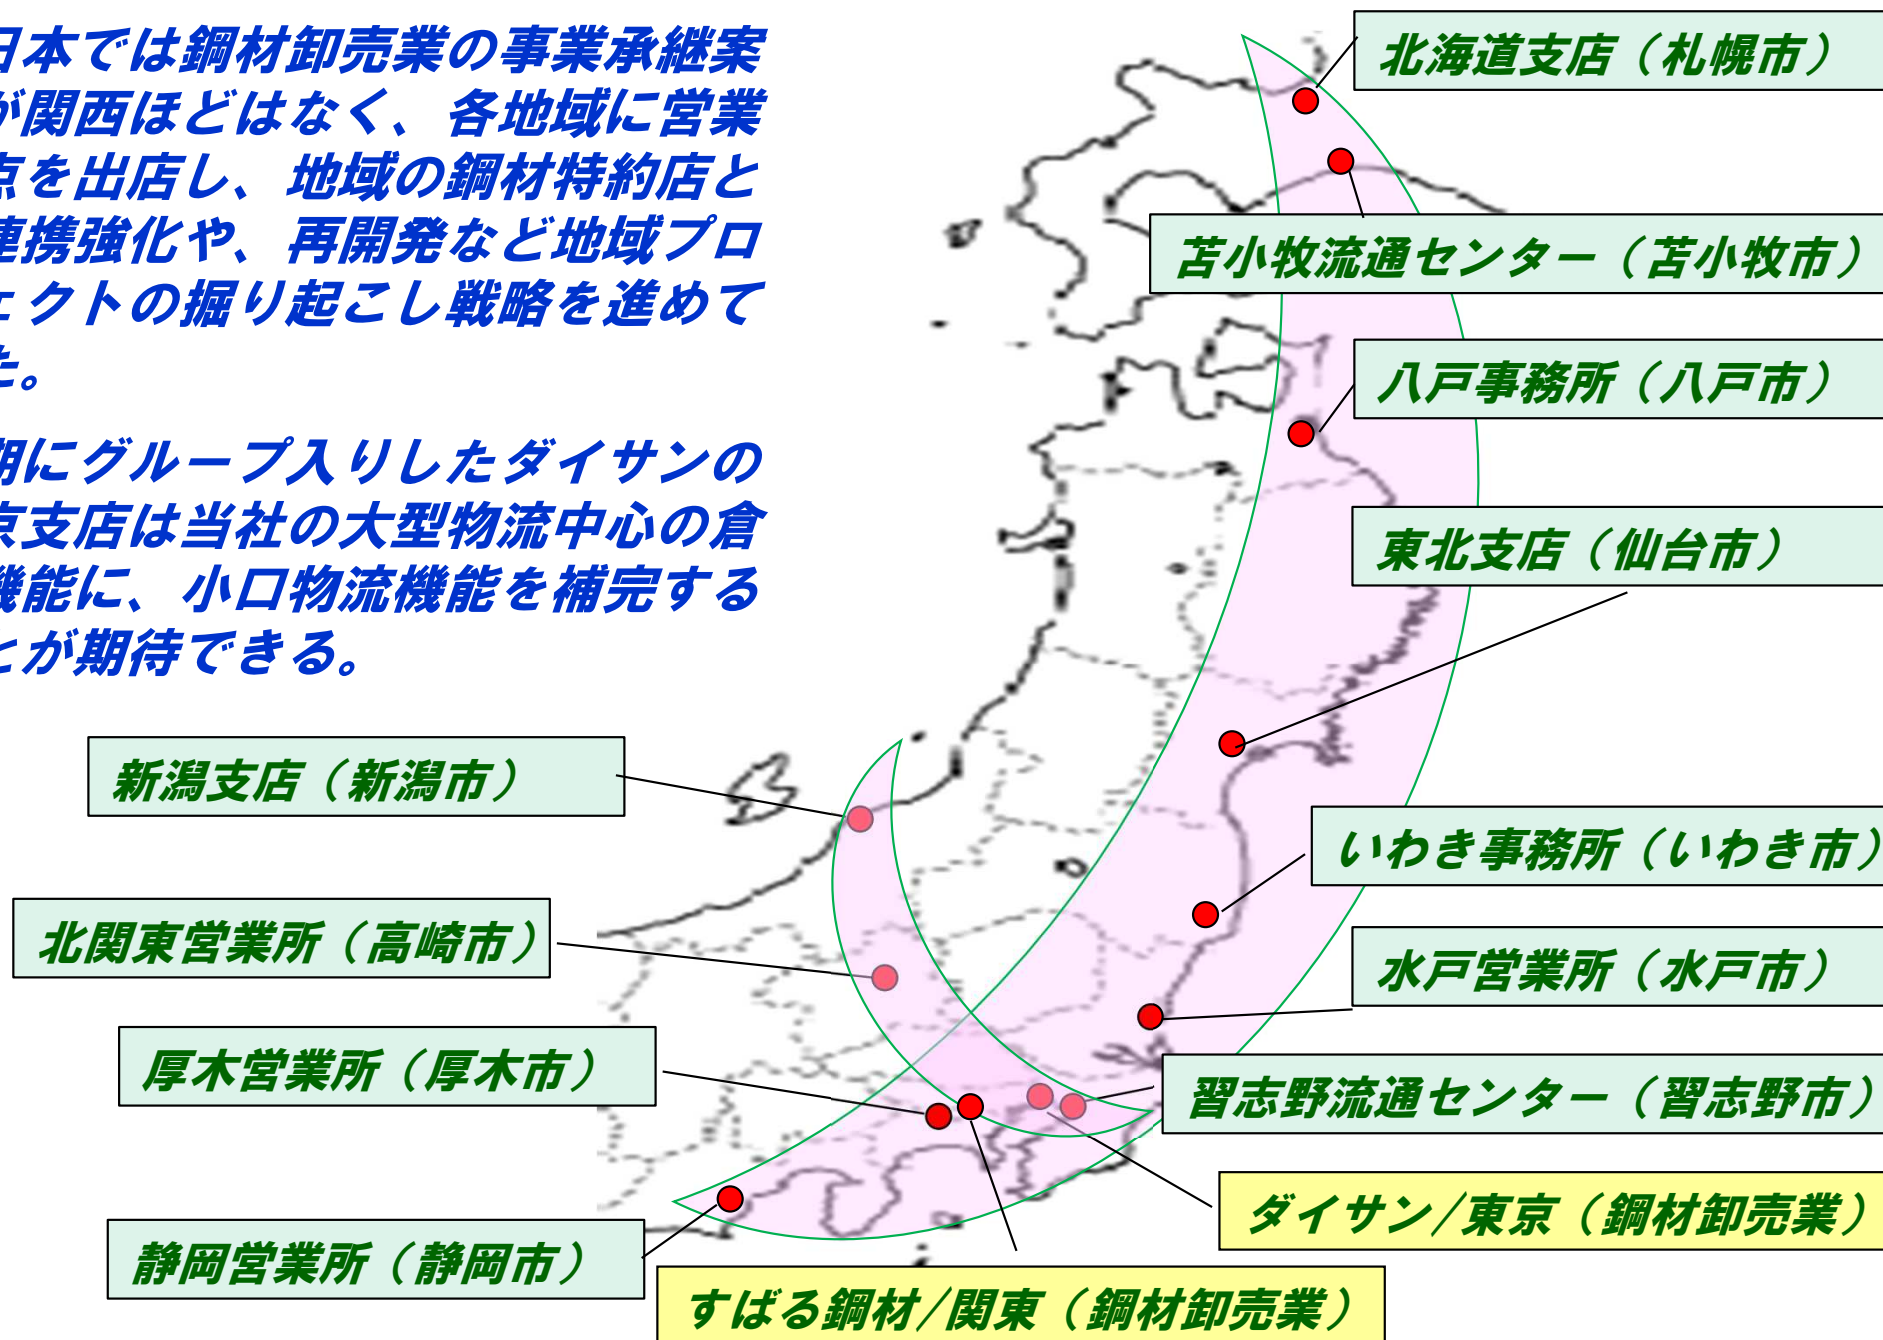 日本では鋼材卸売業の事業承継案
が関西ほどはなく、各地域に営業
点を出店し、地域の鋼材特約店と
連携強化や、再開発など地域プロ
ェクトの掘り起こし戦略を進めて
た。
期にグループ入りしたダイサンの
京支店は当社の大型物流中心の倉
機能に、小口物流機能を補完する
とが期待できる。
北海道支店（札幌市）
苫小牧流通センター（苫小牧市）
八戸事務所（八戸市）
東北支店（仙台市）
新潟支店（新潟市）
いわき事務所（いわき市）
北関東営業所（高崎市）
水戸営業所（水戸市）
厚木営業所（厚木市）
習志野流通センター（習志野市）
ダイサン/東京（鋼材卸売業）
静岡営業所（静岡市）
すばる鋼材/関東（鋼材卸売業）